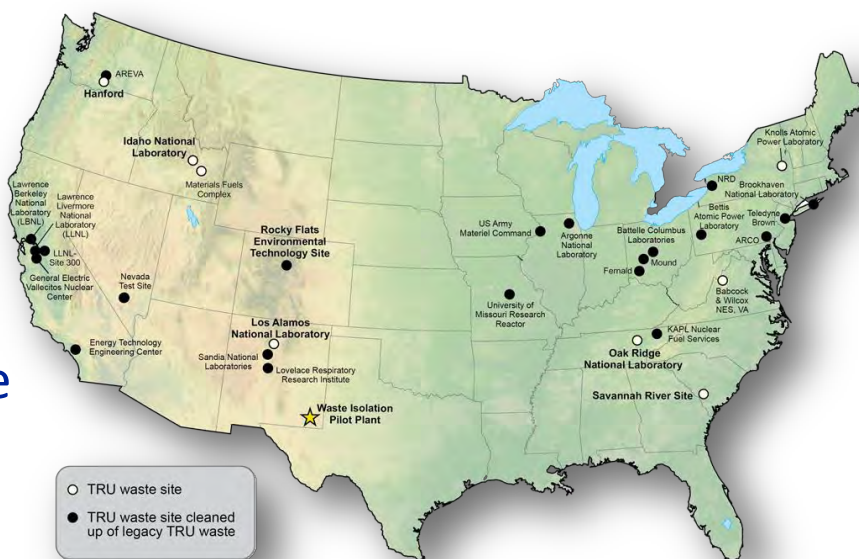 AREVA
Hanford
Idaho National
Laboratory
Materials Fuels
Complex
Lawrence
Berkeley
National
Laboratory
(LBNL)
Lawrence
Livermore
National
Laboratory
(LLNL)
LLNL-
Site 300
General Electric
Vallecitos Nuclear
Center
Nevada
Test Site
Energy Technology
Engineering Center
Rocky Flats
Environmental
Technology Site
Los Alamos
National Laboratory
Sandia National
Laboratories
Lovelace Respiratory
Research Institute
Waste Isolation
Pilot Plant
US Army
Materiel Command
Argonne
National
Laboratory
University of
Missouri Research
Reactor
Battelle Columbus
Laboratories
Mound
Fernald
Knolls Atomic
Power Laboratory
NRD
Brookhaven
National Laboratory
Bettis
Atomic Power
Laboratory
Teledyne
Brown
ARCO
Babcock
& Wilcox
NES, VA
KAPL Nuclear
Fuel Services
Oak Ridge
National Laboratory
Savannah River Site
e
TRU waste site
TRU waste site cleaned
up of legacy TRU waste